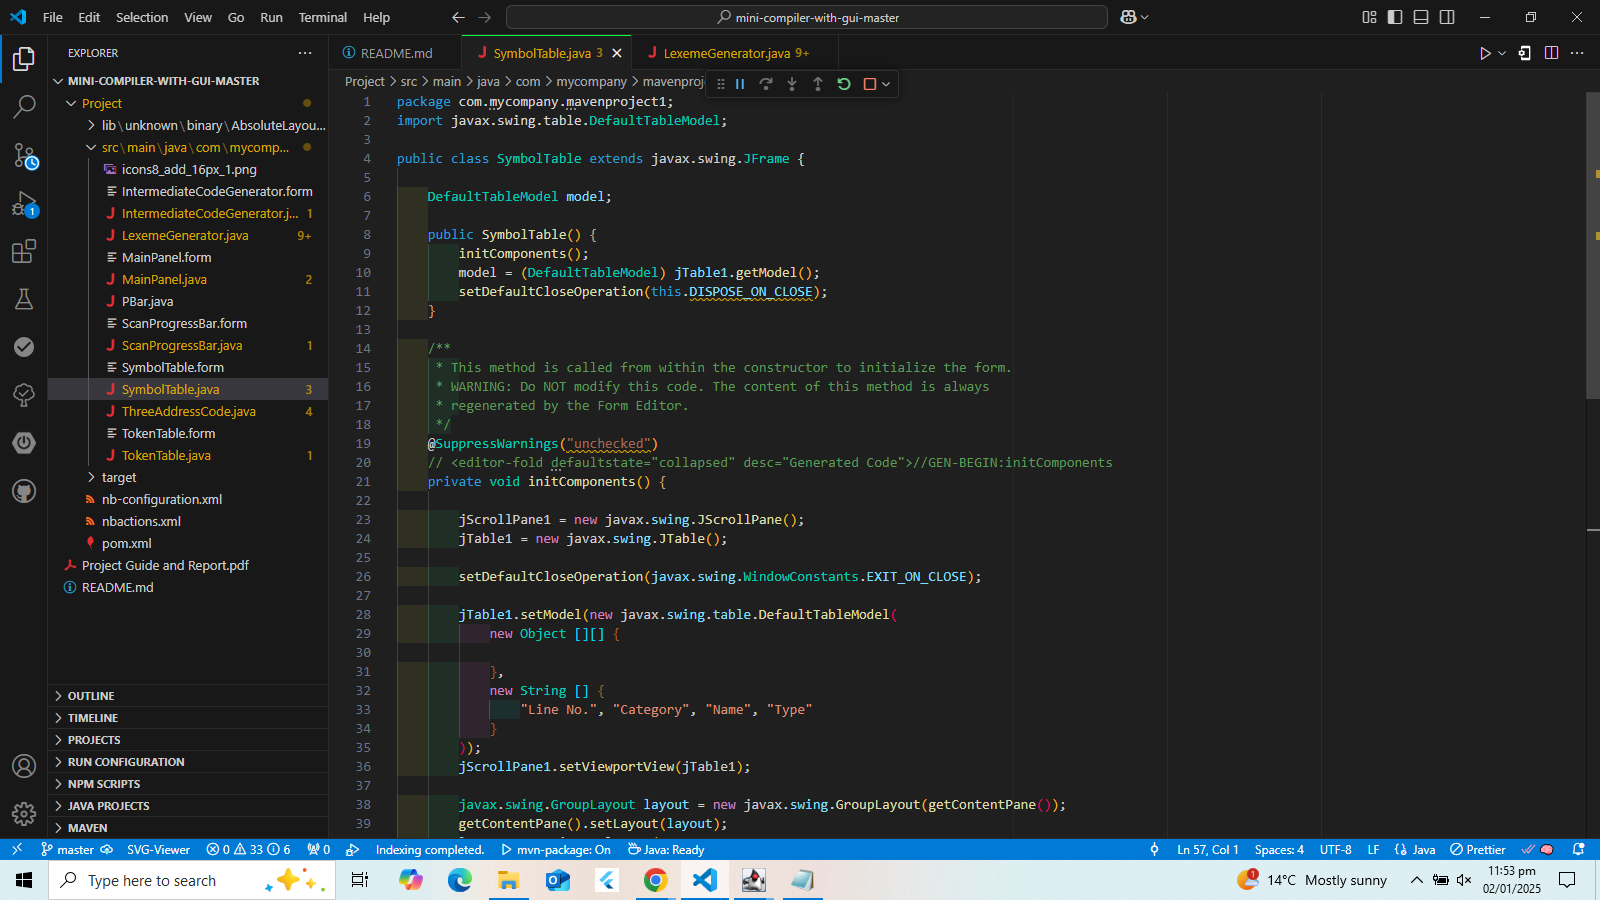 File Edit Selection View Go Run Terminal Help
mini-compiler-with-gui-master
EXPLORER
README.md
SymbolTable.java 3
LexemeGenerator.java 9+
MINI-COMPILER-WITH-GUI-MASTER
Project
lib\unknown\binary\AbsoluteLayou...
src\main\java\com\mycomp...
icons8_add_16px_1.png
IntermediateCodeGenerator.form
IntermediateCodeGenerator.j... 1
LexemeGenerator.java 9+
MainPanel.form
MainPanel.java 2
PBar.java
ScanProgressBar.form
ScanProgressBar.java 1
SymbolTable.form
SymbolTable.java 3
ThreeAddressCode.java 4
TokenTable.form
TokenTable.java 1
target
nb-configuration.xml
nbactions.xml
pom.xml
Project Guide and Report.pdf
README.md
OUTLINE
TIMELINE
PROJECTS
RUN CONFIGURATION
NPM SCRIPTS
JAVA PROJECTS
MAVEN
1
Project > src > main > java > com > mycompany > mavenproj
1 package com.mycompany.mavenproject1;
2 import javax.swing.table.DefaultTableModel;
3
4 public class SymbolTable extends javax.swing.JFrame {
5
6 DefaultTableModel model;
7
8 public SymbolTable() {
9 initComponents();
10 model = (DefaultTableModel) jTable1.getModel();
11 setDefaultCloseOperation(this.DISPOSE_ON_CLOSE);
12 }
13
14 /**
15 * This method is called from within the constructor to initialize the form.
16 * WARNING: Do NOT modify this code. The content of this method is always
17 * regenerated by the Form Editor.
18 */
19 @SuppressWarnings("unchecked")
20 // <editor-fold defaultstate="collapsed" desc="Generated Code">//GEN-BEGIN:initComponents
21 private void initComponents() {
22
23 jScrollPane1 = new javax.swing.JScrollPane();
24 jTable1 = new javax.swing.JTable();
25
26 setDefaultCloseOperation(javax.swing.WindowConstants.EXIT_ON_CLOSE);
27
28 jTable1.setModel(new javax.swing.table.DefaultTableModel(
29 new Object [][] {
30
31 },
32 new String [] {
33 "Line No.", "Category", "Name", "Type"
34 }
35 ));
36 jScrollPane1.setViewportView(jTable1);
37
38 javax.swing.GroupLayout layout = new javax.swing.GroupLayout(getContentPane());
39 getContentPane().setLayout(layout);
master SVG-Viewer 0 33 6 0 Indexing completed. mvn-package: On Java: Ready Ln 57, Col 1 Spaces: 4 UTF-8 LF Java Prettier
Type here to search
1 14°C Mostly sunny
11:53 pm
02/01/2025